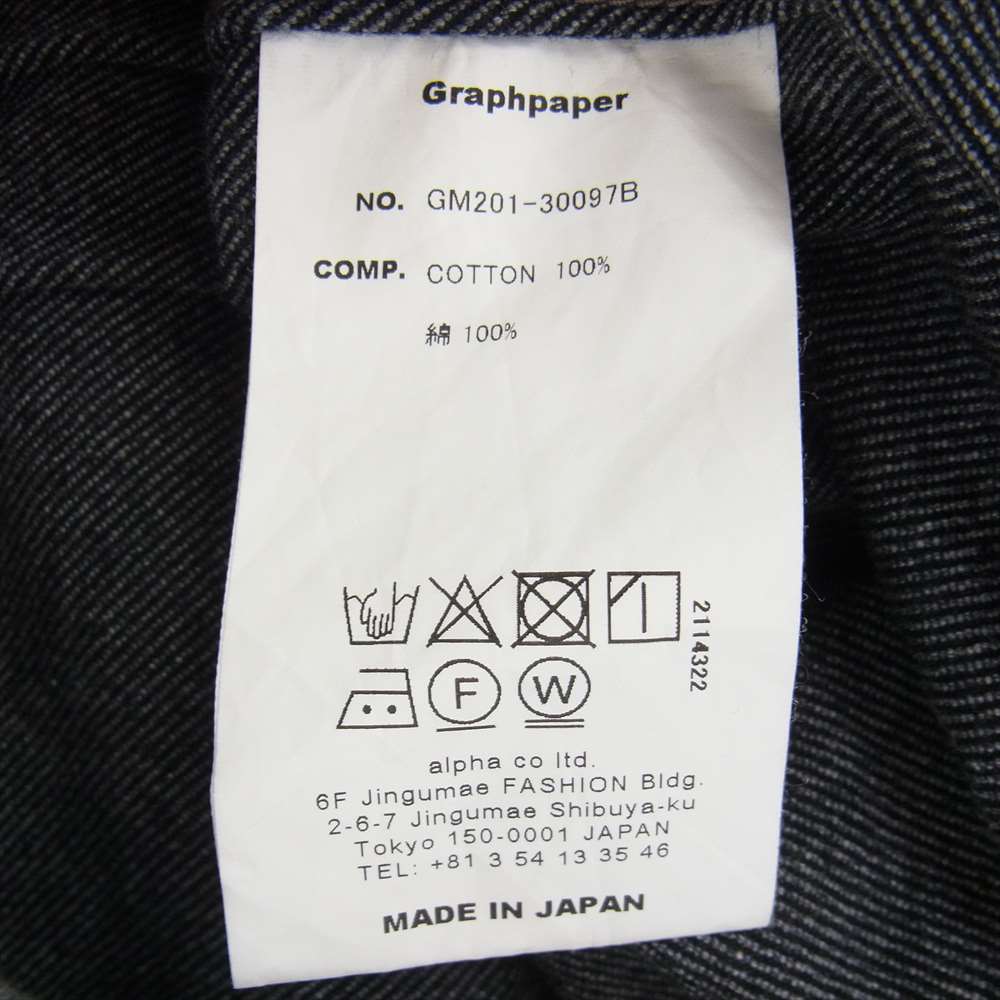 Graphpaper
NO. GM201-30097B
COMP. COTTON 100%
綿 100%
2114322
F W
alpha co ltd.
6F Jingumae FASHION Bldg.
2-6-7 Jingumae Shibuya-ku
Tokyo 150-0001 JAPAN
TEL: +81 3 54 13 35 46
MADE IN JAPAN